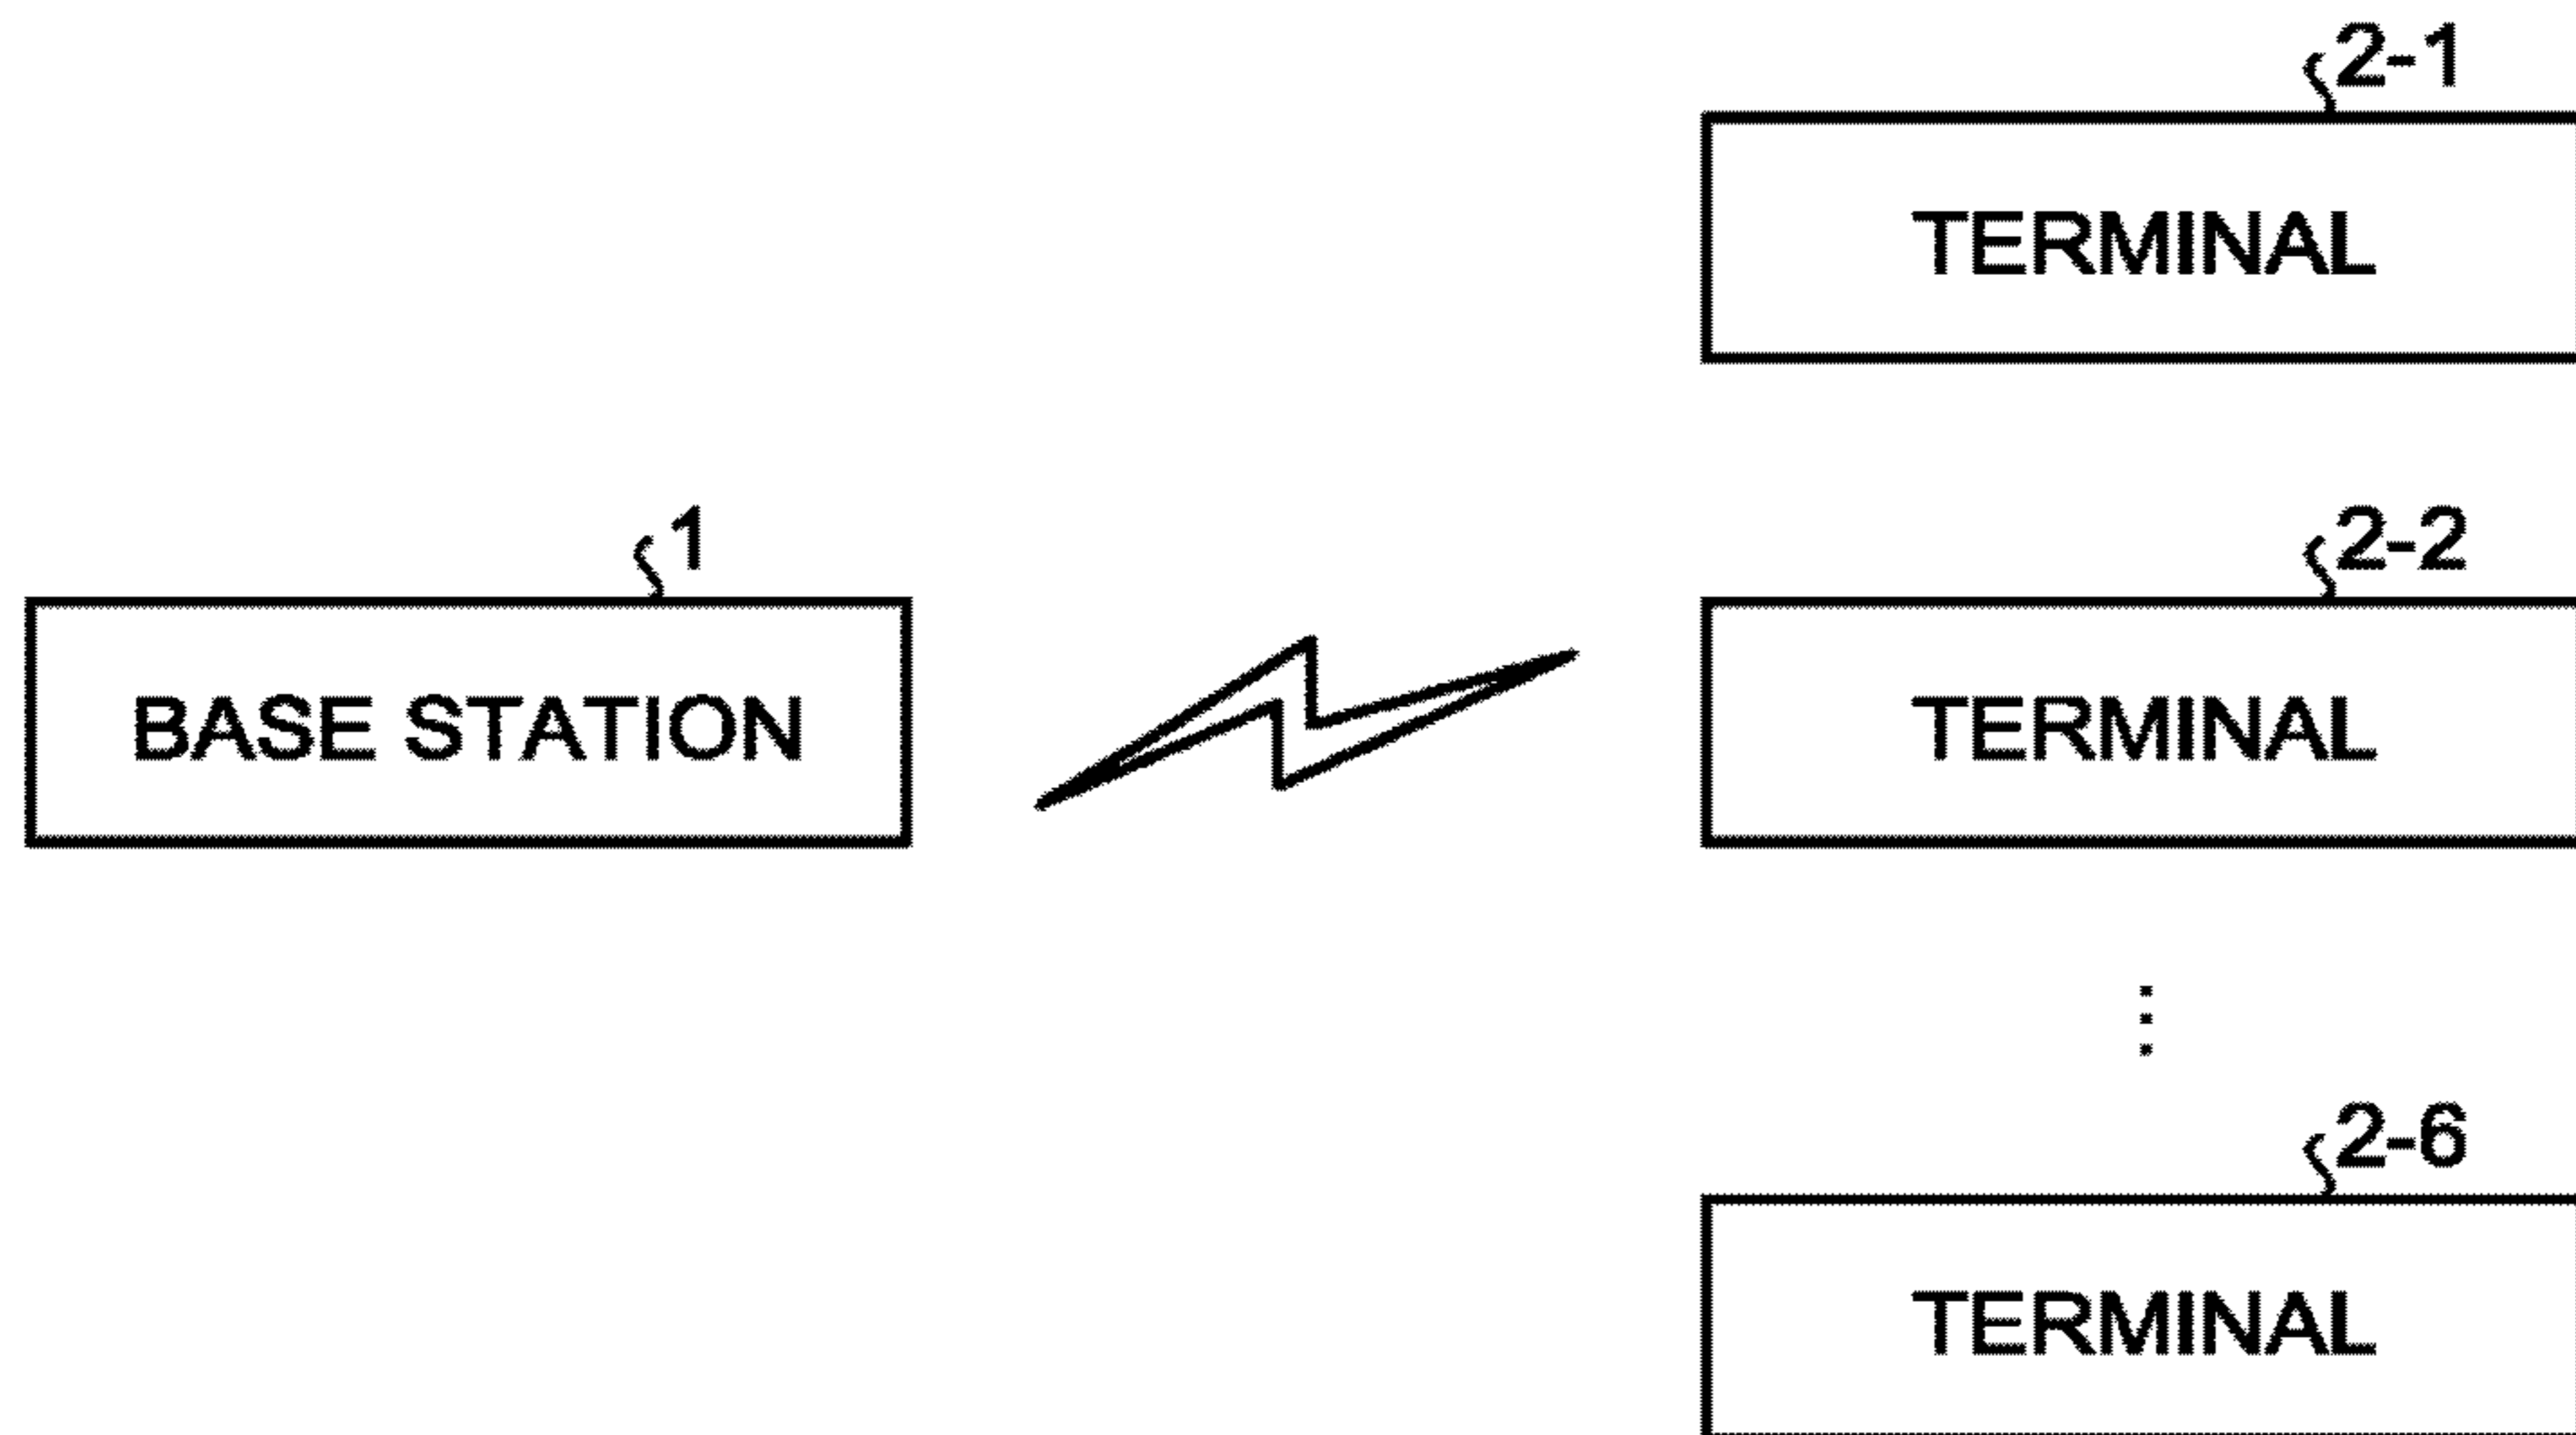 2-1
TERMINAL
1
2-2
BASE STATION
TERMINAL
2-6
TERMINAL